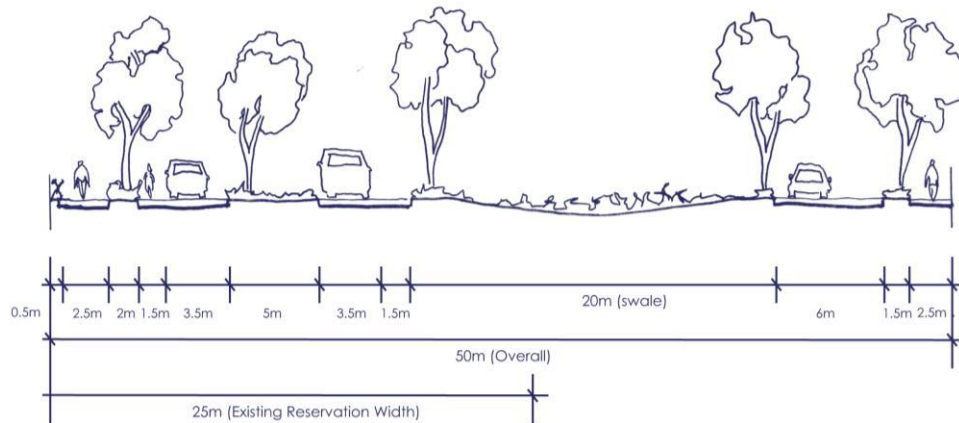 0.5m 2.5m 2m 1.5m 3.5m 5m 3.5m 1.5m 20m (swale) 6m 1.5m 2.5m
50m (Overall)
25m (Existing Reservation Width)